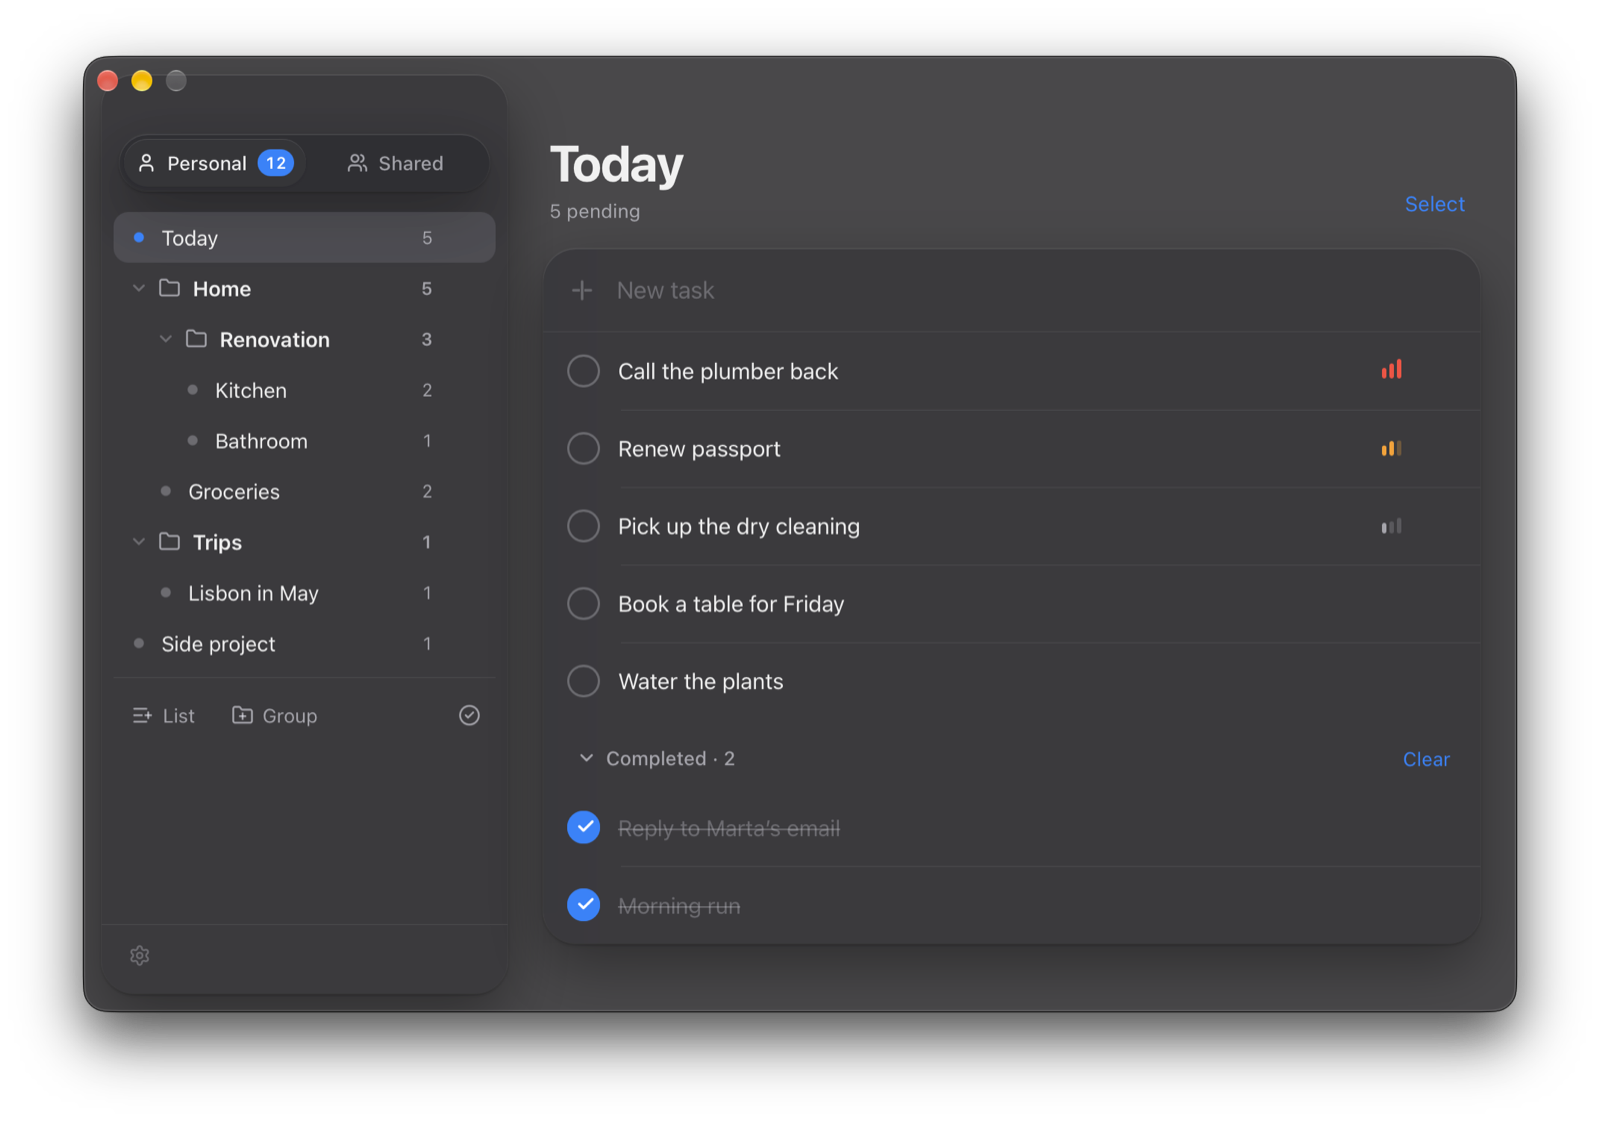 Personal 12 Shared
Today 5
Home 5
Renovation 3
Kitchen 2
Bathroom 1
Groceries 2
Trips 1
Lisbon in May 1
Side project 1
List Group
Today
5 pending
Select
New task
Call the plumber back
Renew passport
Pick up the dry cleaning
Book a table for Friday
Water the plants
Completed · 2 Clear
Reply to Marta’s email
Morning run